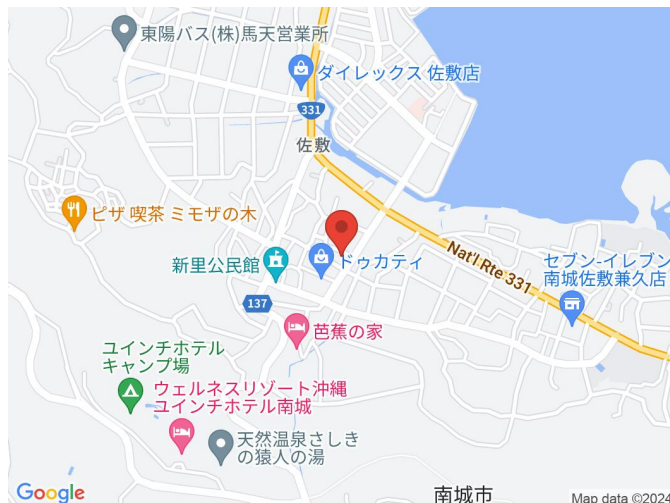 東陽バス(株)馬天営業所
ダイレックス 佐敷店
331
佐敷
ピザ 喫茶 ミモザの木
新里公民館
ドゥカティ
Nat'l Rte 331
セブン-イレブン
南城佐敷兼久店
137
芭蕉の家
ユインチホテル
キャンプ場
ウェルネスリゾート沖縄
ユインチホテル南城
天然温泉さしき
の猿人の湯
南城市
Google
Map data ©2024